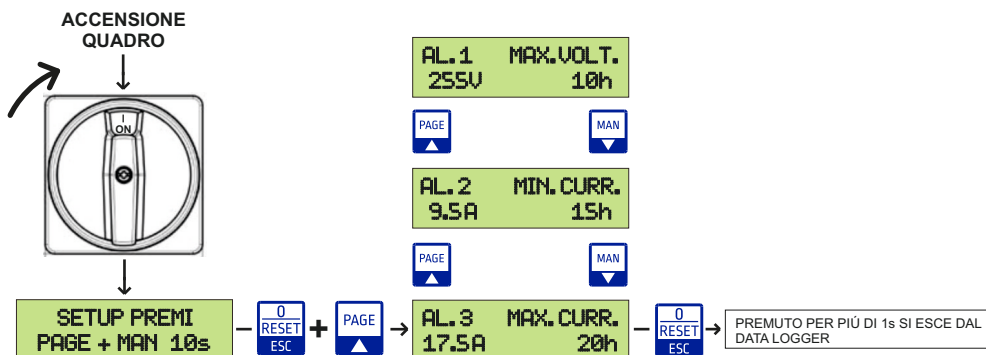 ACCENSIONE
QUADRO
I
ON
SETUP PREMI
PAGE + MAN 10s
0
RESET
ESC
+
PAGE
AL.1 MAX.VOLT.
255V 10h
PAGE
MAN
AL.2 MIN.CURR.
9.5A 15h
PAGE
MAN
AL.3 MAX.CURR.
17.5A 20h
0
RESET
ESC
PREMUTO PER PIÚ DI 1s SI ESCE DAL
DATA LOGGER